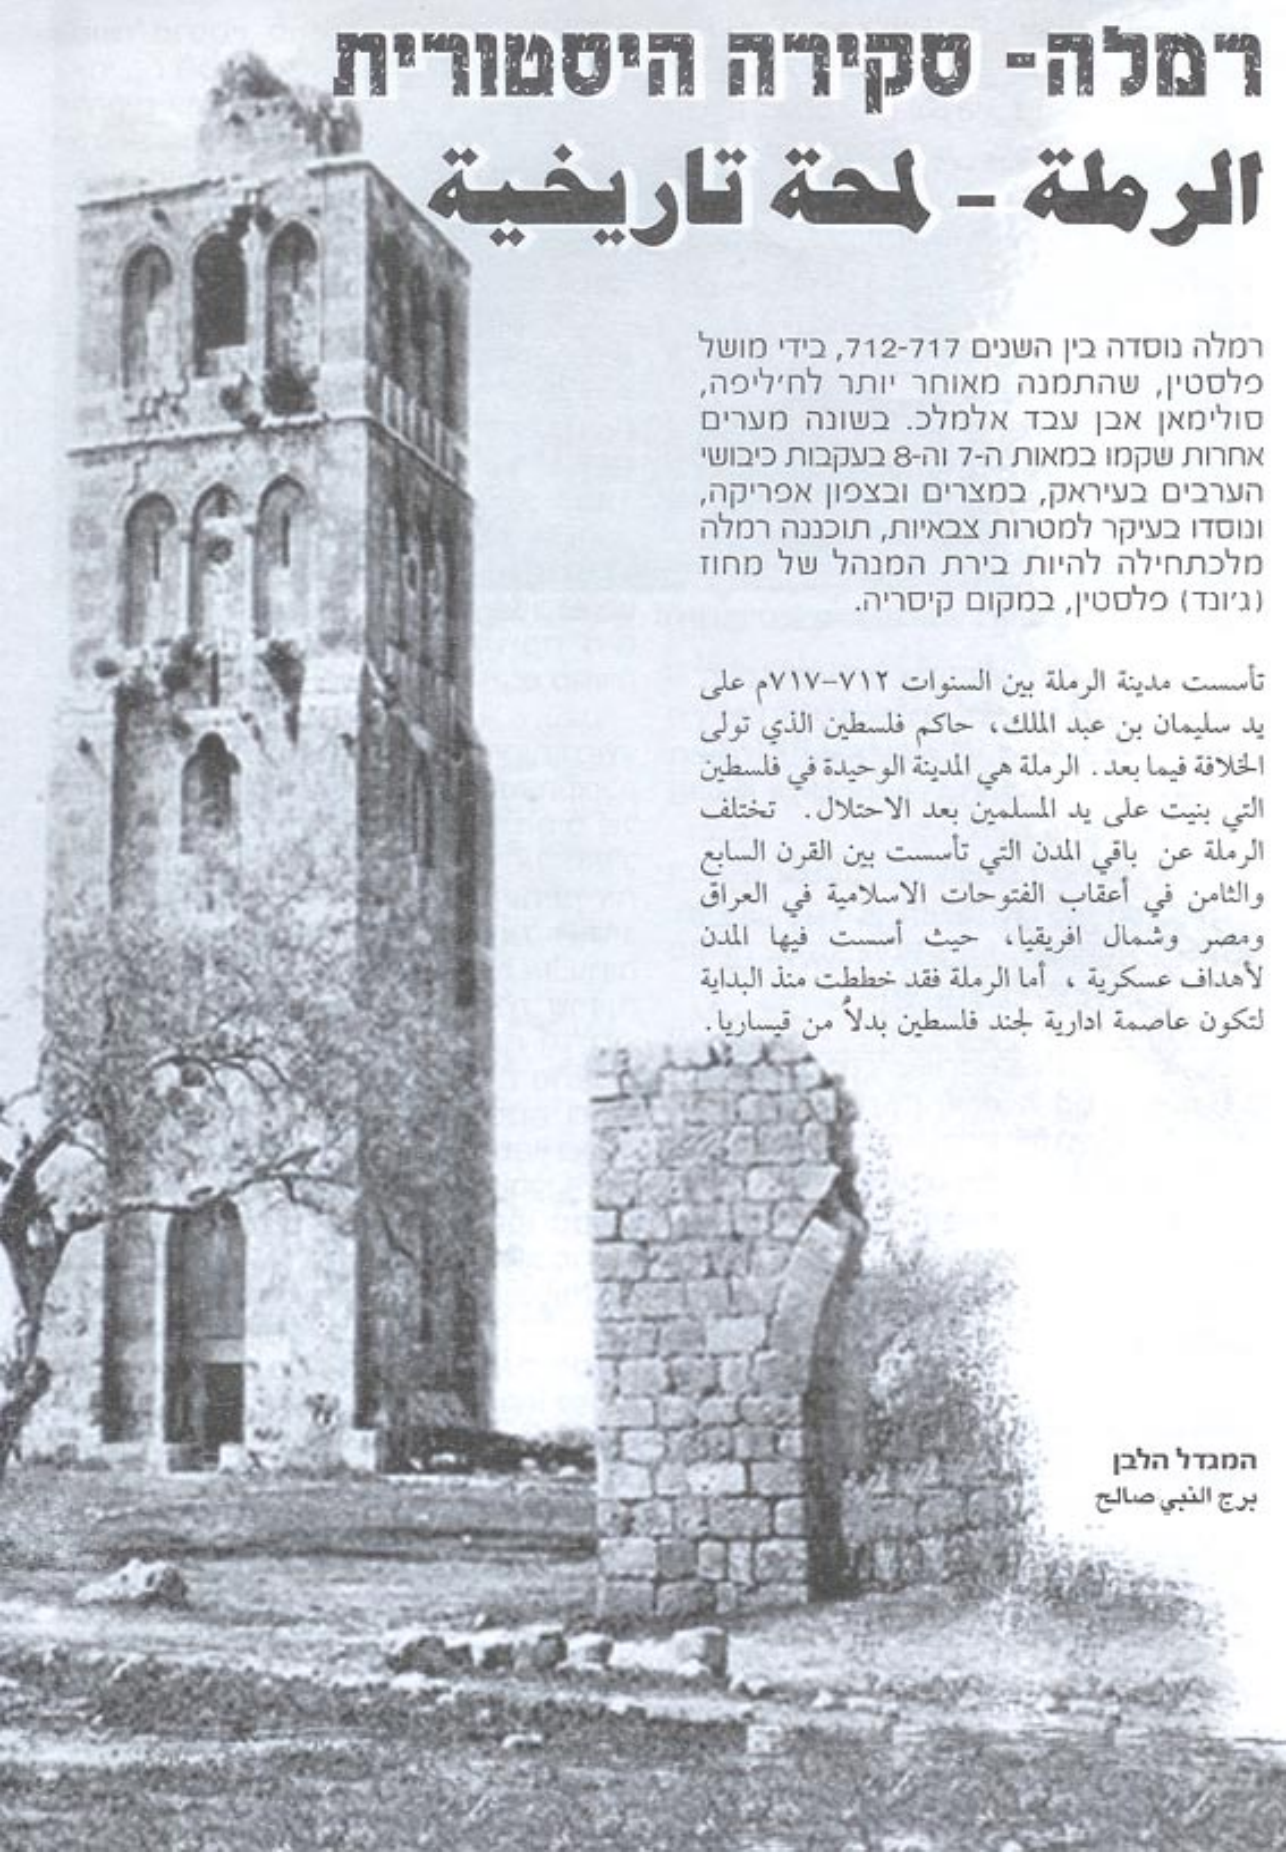 רמלה- סקירה היסטורית
الرملة - لمحة تاريخية
רמלה נוסדה בין השנים 712-717, בידי מושל
פלסטין, שהתמנה מאוחר יותר לח'ליפה,
סולימאן אבן עבד אלמלכ. בשונה מערים
אחרות שקמו במאות ה-7 וה-8 בעקבות כיבושי
הערבים בעיראק, במצרים ובצפון אפריקה,
ונוסדו בעיקר למטרות צבאיות, תוכננה רמלה
מלכתחילה להיות בירת המנהל של מחוז
(ג'ונד) פלסטין, במקום קיסריה.
تأسست مدينة الرملة بين السنوات ٧١٢-٧١٧م على
يد سليمان بن عبد الملك، حاكم فلسطين الذي تولى
الخلافة فيما بعد. الرملة هي المدينة الوحيدة في فلسطين
التي بنيت على يد المسلمين بعد الاحتلال. تختلف
الرملة عن باقي المدن التي تأسست بين القرن السابع
والثامن في أعقاب الفتوحات الاسلامية في العراق
ومصر وشمال افريقيا، حيث أسست فيها المدن
لأهداف عسكرية ، أما الرملة فقد خططت منذ البداية
لتكون عاصمة ادارية لجند فلسطين بدلاً من قيساريا.
המגדל הלבן
برج النبي صالح